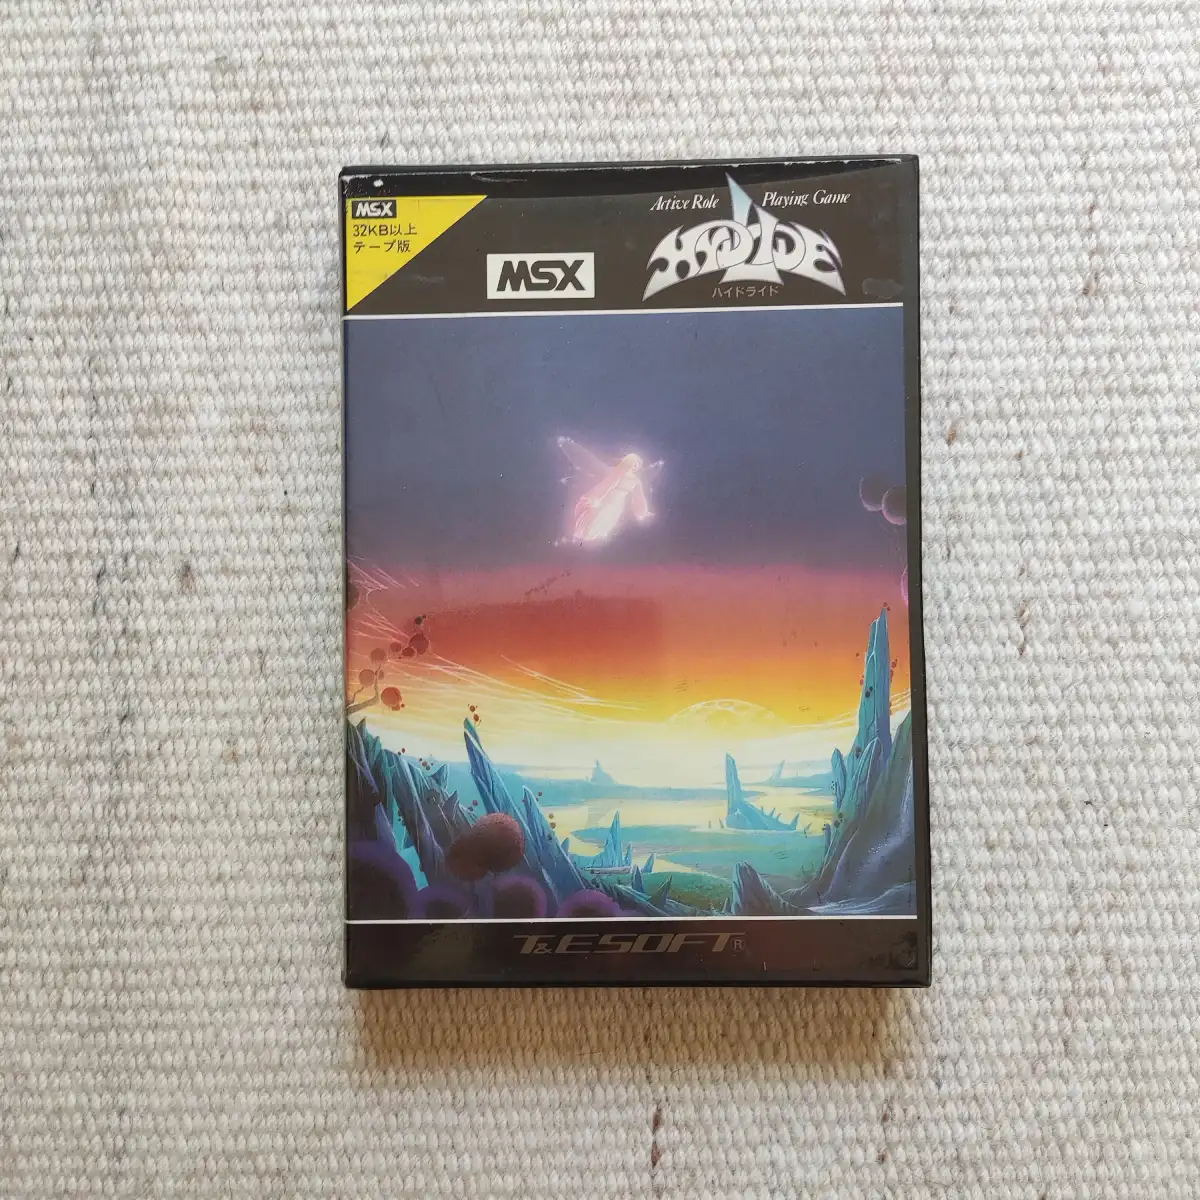 MSX
32KB以上
テープ版
MSX
Active Role Playing Game
HYDLIDE
ハイドライド
T&E SOFT®